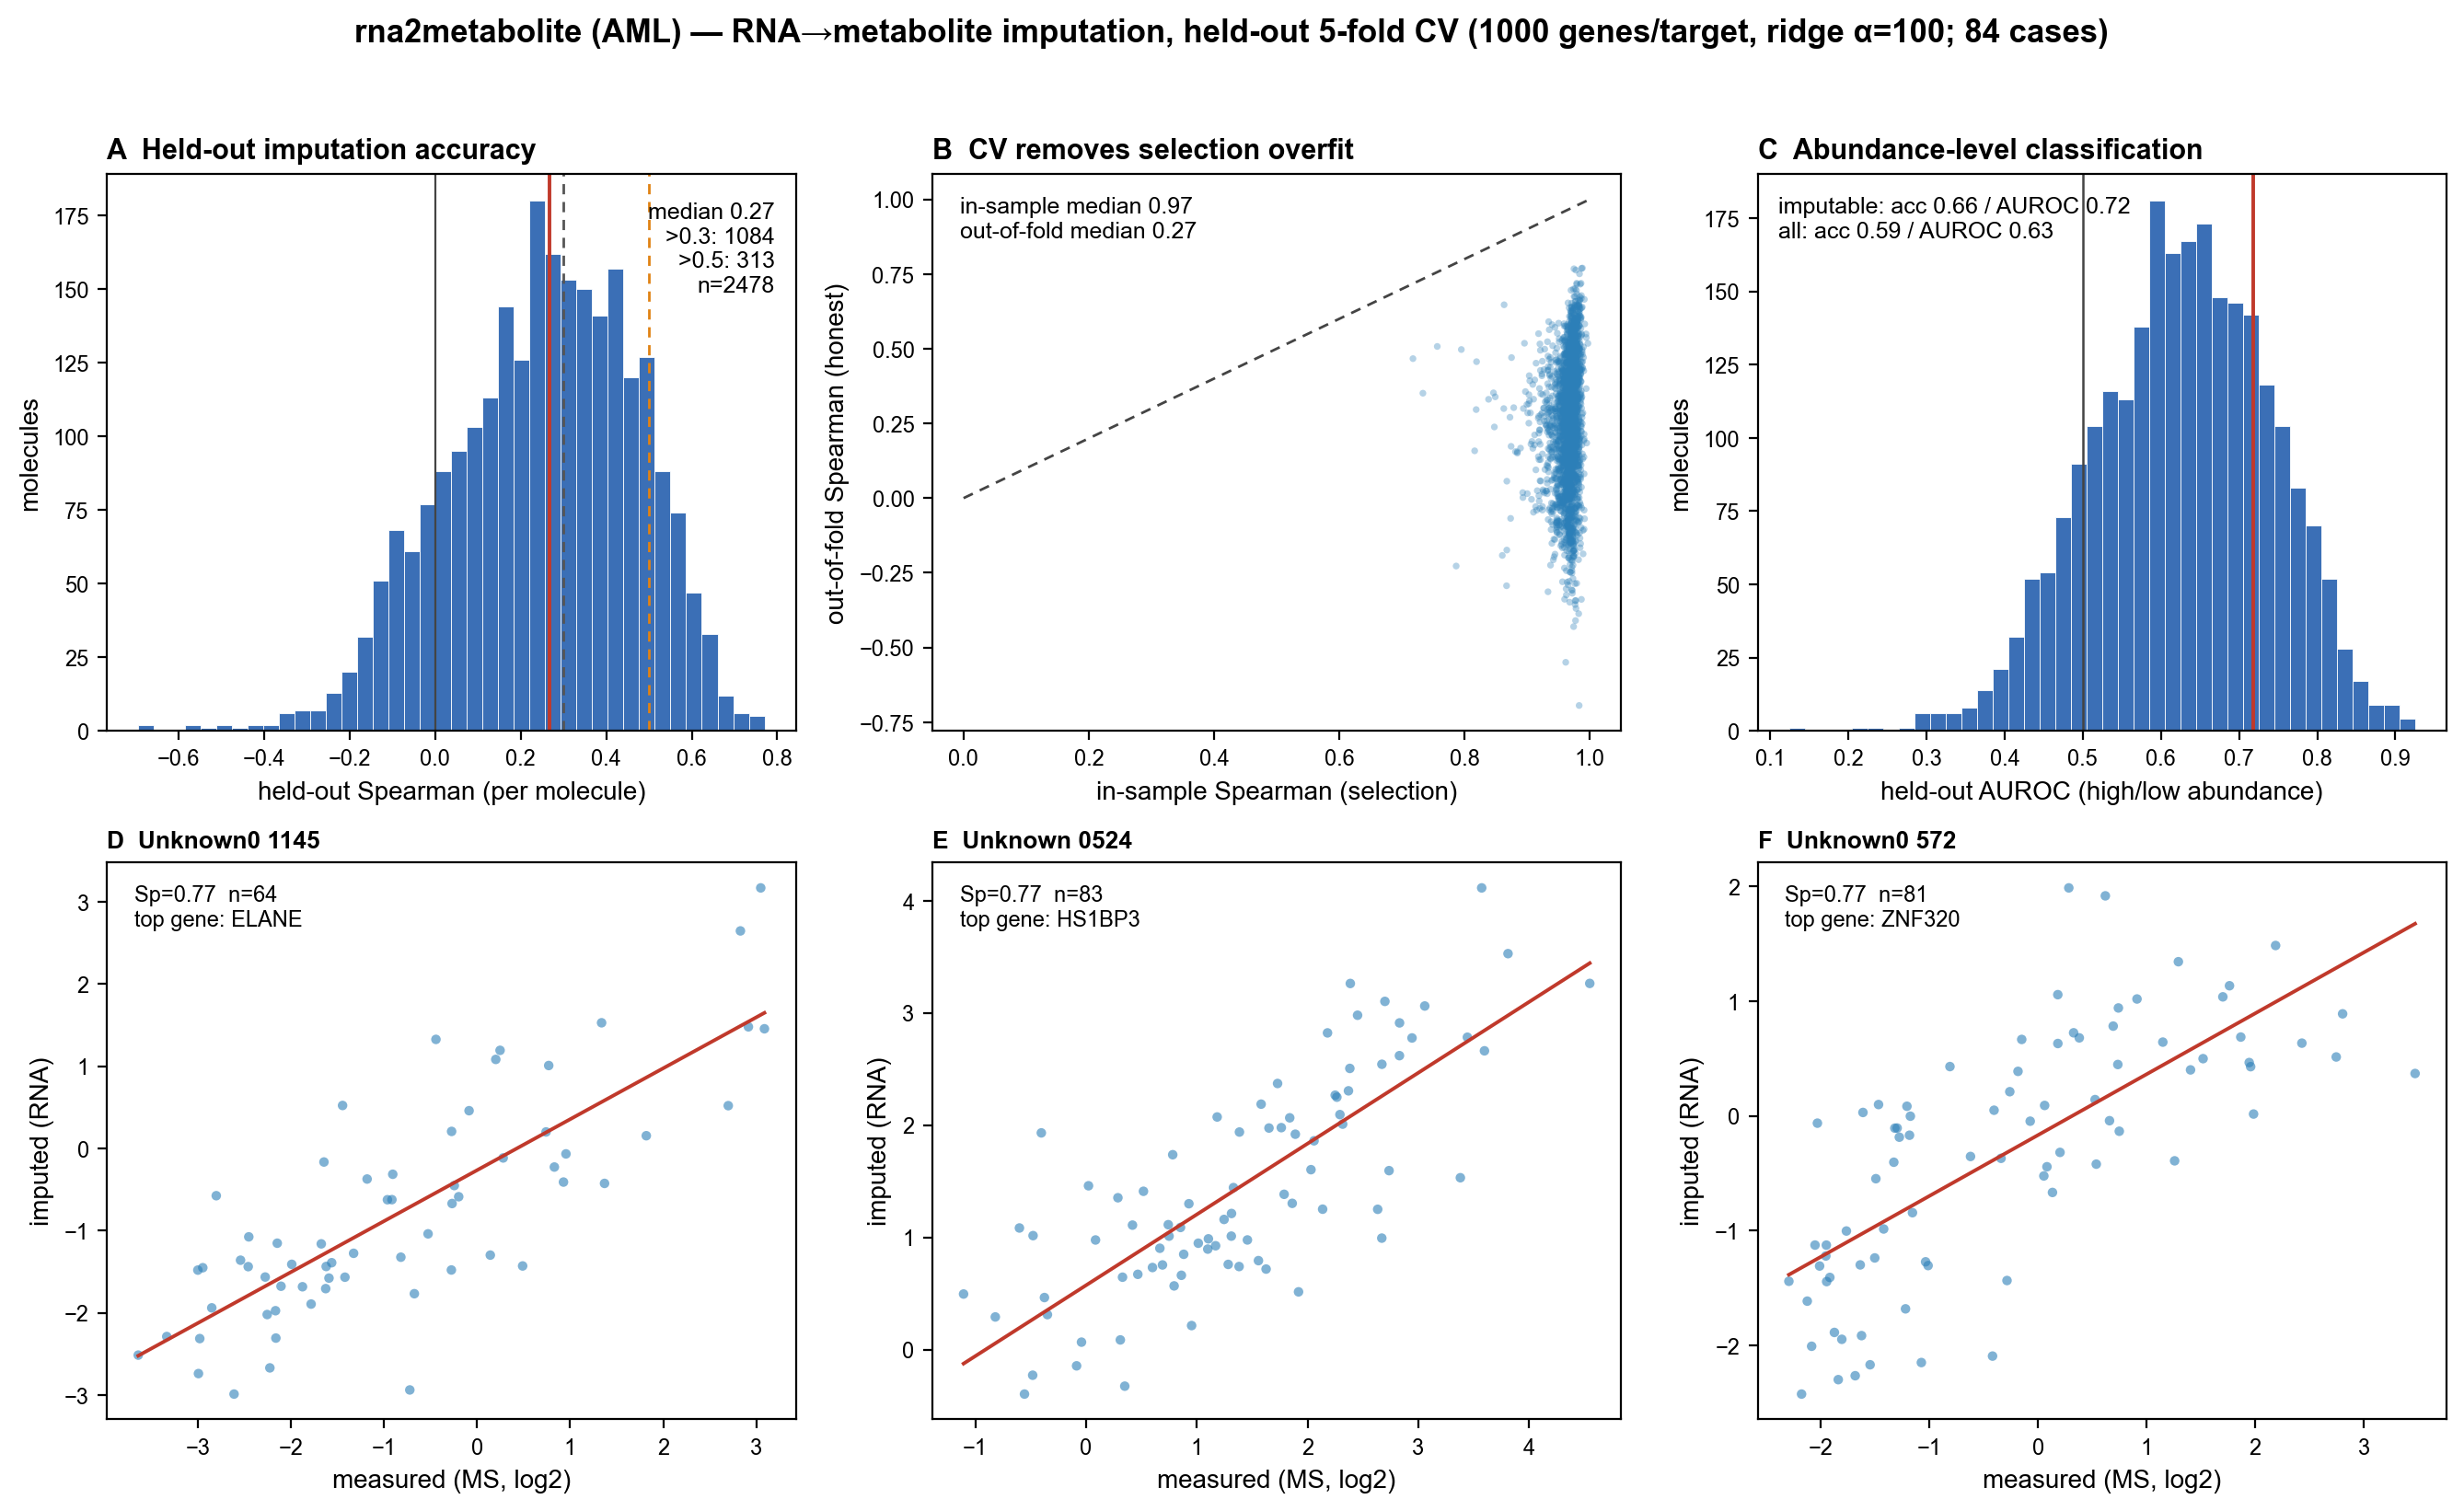 rna2metabolite (AML) — RNA→metabolite imputation, held-out 5-fold CV (1000 genes/target, ridge α=100; 84 cases)
A  Held-out imputation accuracy
median 0.27
>0.3: 1084
>0.5: 313
n=2478
175
150
125
100
75
50
25
0
molecules
−0.6
−0.4
−0.2
0.0
0.2
0.4
0.6
0.8
held-out Spearman (per molecule)
B  CV removes selection overfit
in-sample median 0.97
out-of-fold median 0.27
1.00
0.75
0.50
0.25
0.00
−0.25
−0.50
−0.75
out-of-fold Spearman (honest)
0.0
0.2
0.4
0.6
0.8
1.0
in-sample Spearman (selection)
C  Abundance-level classification
imputable: acc 0.66 / AUROC 0.72
all: acc 0.59 / AUROC 0.63
175
150
125
100
75
50
25
0
molecules
0.1
0.2
0.3
0.4
0.5
0.6
0.7
0.8
0.9
held-out AUROC (high/low abundance)
D  Unknown0 1145
Sp=0.77  n=64
top gene: ELANE
3
2
1
0
−1
−2
−3
imputed (RNA)
−3
−2
−1
0
1
2
3
measured (MS, log2)
E  Unknown 0524
Sp=0.77  n=83
top gene: HS1BP3
4
3
2
1
0
imputed (RNA)
−1
0
1
2
3
4
measured (MS, log2)
F  Unknown0 572
Sp=0.77  n=81
top gene: ZNF320
2
1
0
−1
−2
imputed (RNA)
−2
−1
0
1
2
3
measured (MS, log2)